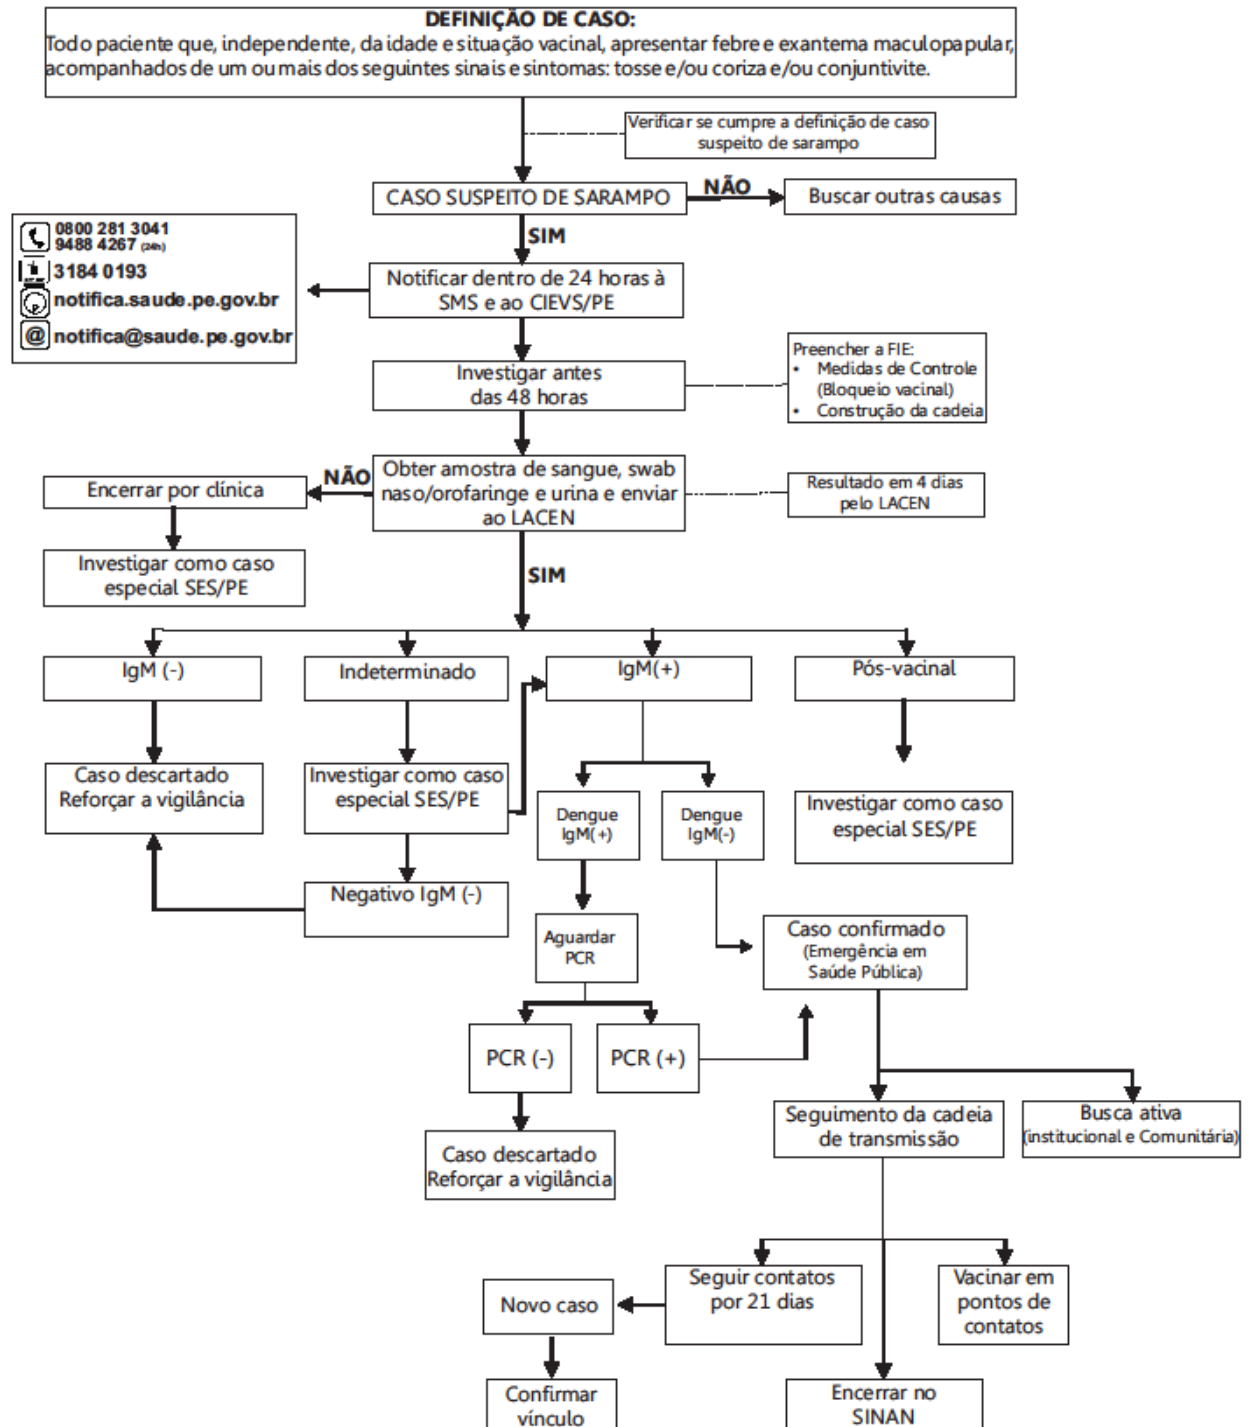 DEFINIÇÃO DE CASO:
Todo paciente que, independente, da idade e situação vacinal, apresentar febre e exantema maculopapular,
acompanhados de um ou mais dos seguintes sinais e sintomas: tosse e/ou coriza e/ou conjuntivite.
Verificar se cumpre a definição de caso
suspeito de sarampo
CASO SUSPEITO DE SARAMPO
NÃO
Buscar outras causas
SIM
0800 281 3041
9488 4267 (24h)
3184 0193
notifica.saude.pe.gov.br
@ notifica@saude.pe.gov.br
Notificar dentro de 24 horas à
SMS e ao CIEVS/PE
Investigar antes
das 48 horas
Preencher a FIE:
• Medidas de Controle
(Bloqueio vacinal)
• Construção da cadeia
Obter amostra de sangue, swab
naso/orofaringe e urina e enviar
ao LACEN
NÃO
Encerrar por clínica
Resultado em 4 dias
pelo LACEN
Investigar como caso
especial SES/PE
SIM
IgM (-)
Indeterminado
IgM(+)
Pós-vacinal
Caso descartado
Reforçar a vigilância
Investigar como caso
especial SES/PE
Dengue
IgM(+)
Dengue
IgM(-)
Investigar como caso
especial SES/PE
Negativo IgM (-)
Aguardar
PCR
Caso confirmado
(Emergência em
Saúde Pública)
PCR (-)
PCR (+)
Caso descartado
Reforçar a vigilância
Seguimento da cadeia
de transmissão
Busca ativa
(institucional e Comunitária)
Novo caso
Seguir contatos
por 21 dias
Vacinar em
pontos de
contatos
Confirmar
vínculo
Encerrar no
SINAN